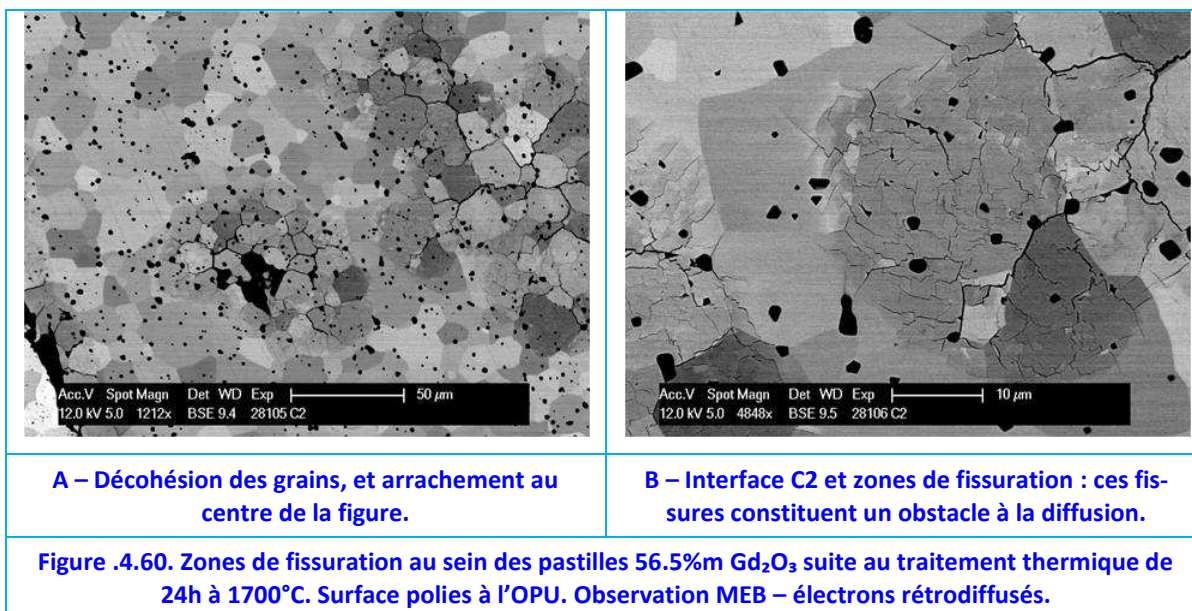 Acc.V Spot Magn Det WD Exp 50 µm
12.0 kV 5.0 1212x BSE 9.4 28105 C2
Acc.V Spot Magn Det WD Exp 10 µm
12.0 kV 5.0 4848x BSE 9.5 28106 C2
A – Décohésion des grains, et arrachement au
centre de la figure.
B – Interface C2 et zones de fissuration : ces fis-
sures constituent un obstacle à la diffusion.
Figure .4.60. Zones de fissuration au sein des pastilles 56.5%m Gd₂O₃ suite au traitement thermique de
24h à 1700°C. Surface polies à l’OPU. Observation MEB – électrons rétrodiffusés.